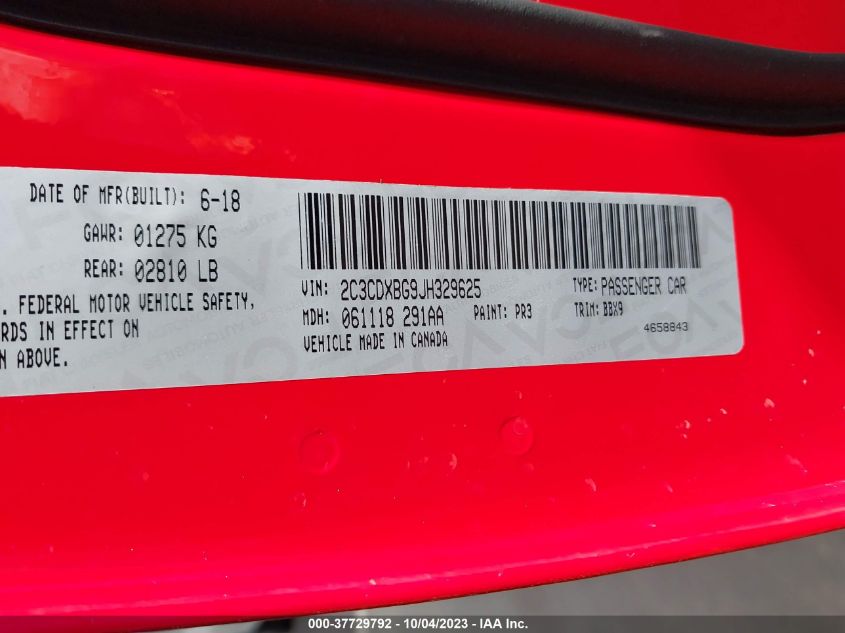 DATE OF MFR(BUILT): 6-18
GAWR: 01275 KG
REAR: 02810 LB
. FEDERAL MOTOR VEHICLE SAFETY,
RDS IN EFFECT ON
N ABOVE.
VIN: 2C3CDXBG9JH329625 TYPE: PASSENGER CAR
MDH: 061118 291AA PAINT: PR3 TRIM: BBX9
VEHICLE MADE IN CANADA 4658843
000-37729792 - 10/04/2023 - IAA Inc.